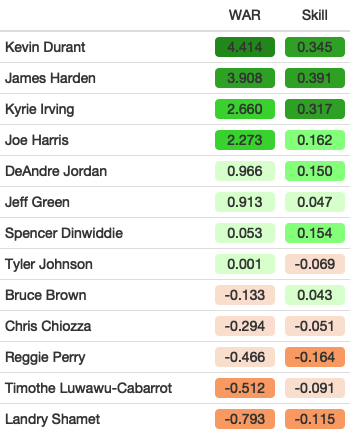 WAR Skill
Kevin Durant 4.414 0.345
James Harden 3.908 0.391
Kyrie Irving 2.660 0.317
Joe Harris 2.273 0.162
DeAndre Jordan 0.966 0.150
Jeff Green 0.913 0.047
Spencer Dinwiddie 0.053 0.154
Tyler Johnson 0.001 -0.069
Bruce Brown -0.133 0.043
Chris Chiozza -0.294 -0.051
Reggie Perry -0.466 -0.164
Timothe Luwawu-Cabarrot -0.512 -0.091
Landry Shamet -0.793 -0.115